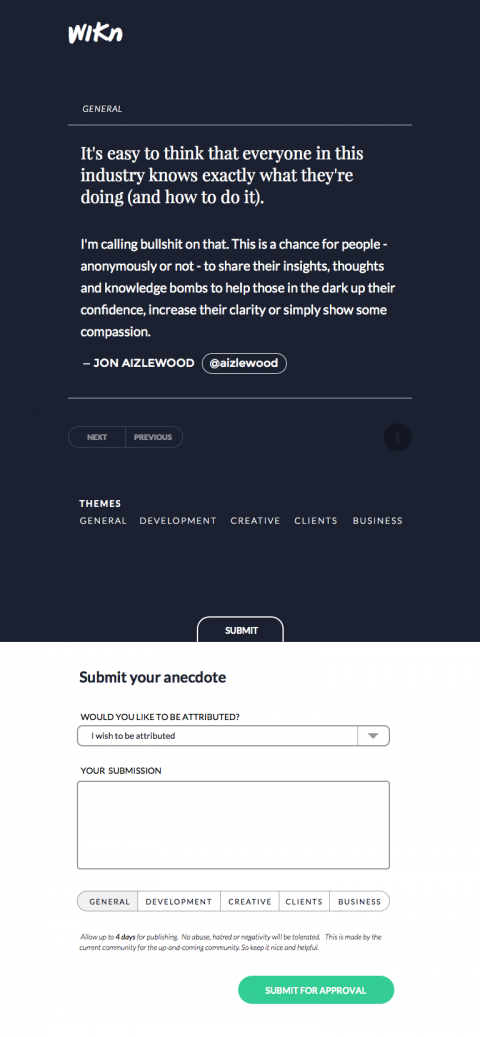 WIKn
GENERAL
It's easy to think that everyone in this
industry knows exactly what they're
doing (and how to do it).
I'm calling bullshit on that. This is a chance for people -
anonymously or not - to share their insights, thoughts
and knowledge bombs to help those in the dark up their
confidence, increase their clarity or simply show some
compassion.
— JON AIZLEWOOD @aizlewood
NEXT PREVIOUS i
THEMES
GENERAL DEVELOPMENT CREATIVE CLIENTS BUSINESS
SUBMIT
Submit your anecdote
WOULD YOU LIKE TO BE ATTRIBUTED?
I wish to be attributed
YOUR SUBMISSION
GENERAL DEVELOPMENT CREATIVE CLIENTS BUSINESS
Allow up to 4 days for publishing. No abuse, hatred or negativity will be tolerated. This is made by the
current community for the up-and-coming community. So keep it nice and helpful.
SUBMIT FOR APPROVAL